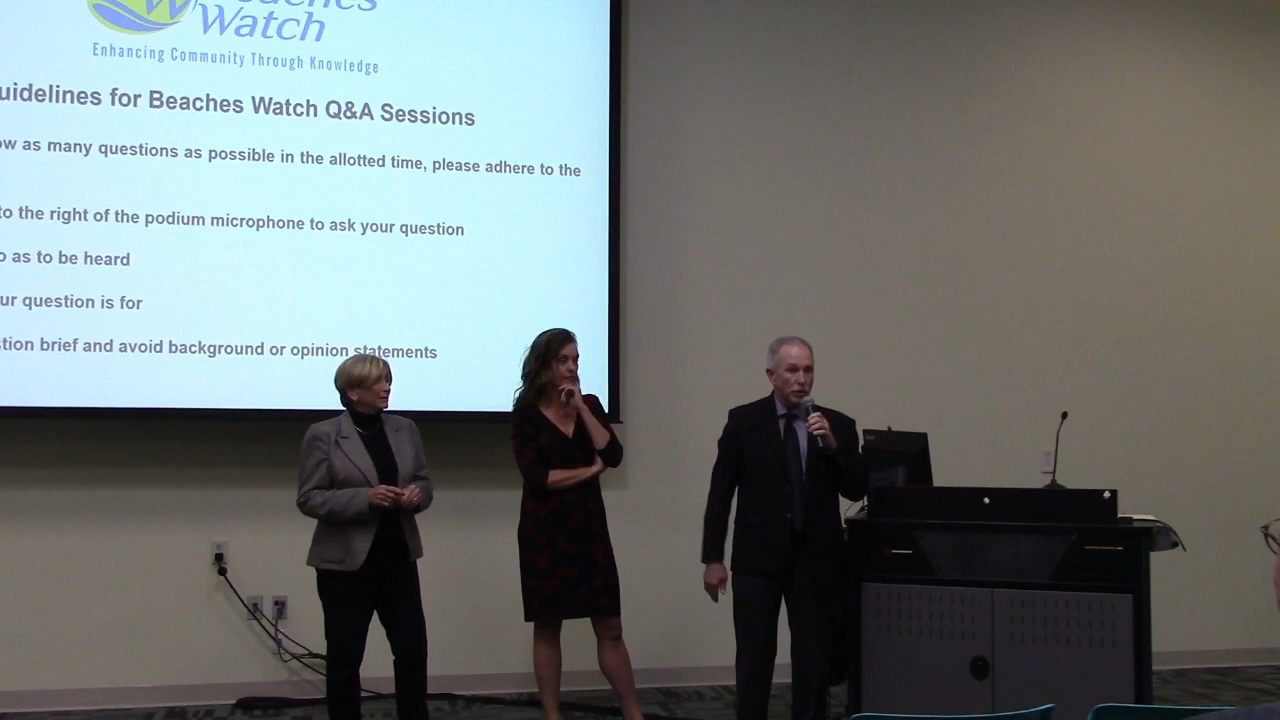 Watch
Enhancing Community Through Knowledge
uidelines for Beaches Watch Q&A Sessions
ow as many questions as possible in the allotted time, please adhere to the
to the right of the podium microphone to ask your question
o as to be heard
ur question is for
stion brief and avoid background or opinion statements